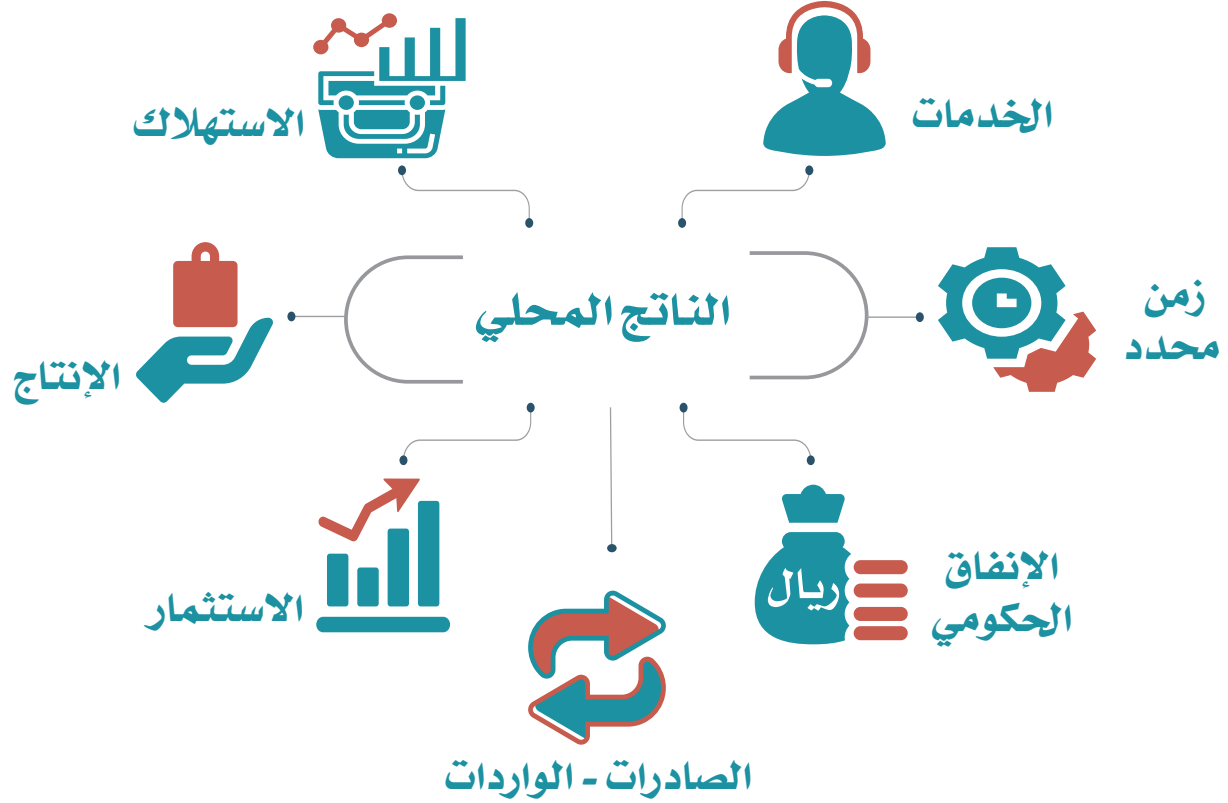 الخدمات
الاستهلاك
زمن
محدد
الناتج المحلي
الإنتاج
الإنفاق
الحكومي
ريال
الاستثمار
الصادرات - الواردات